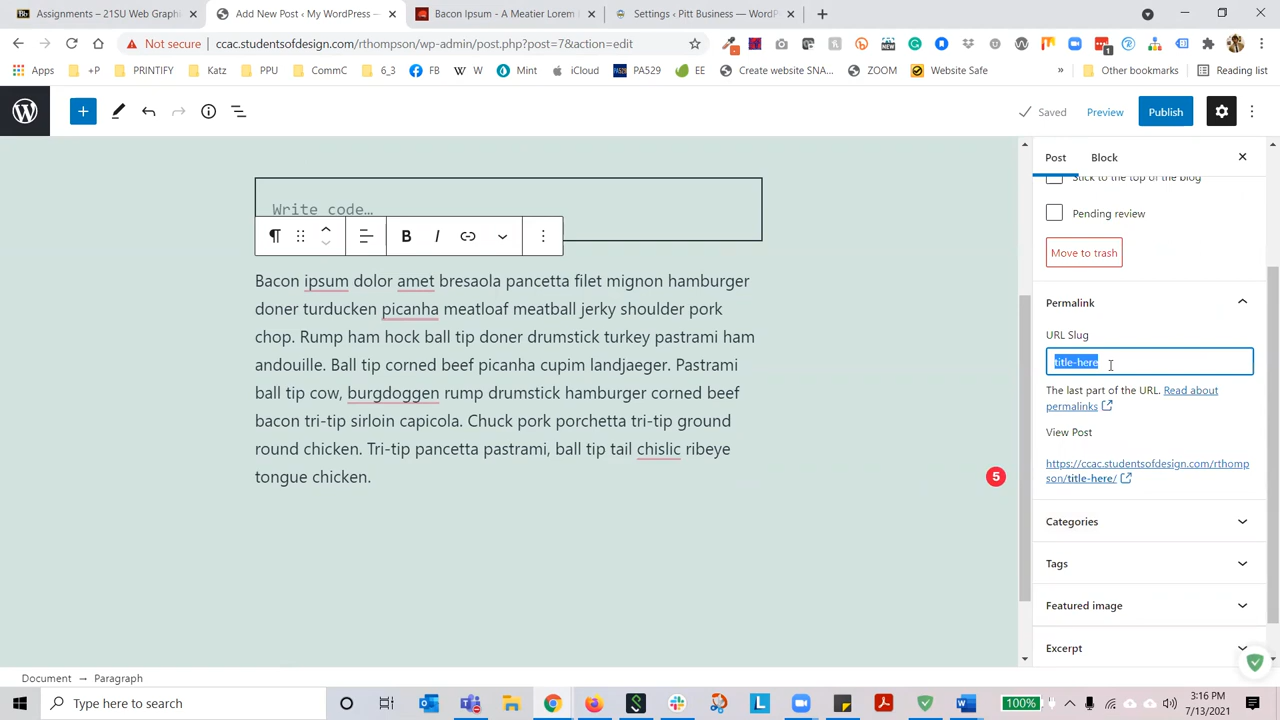 Assignments – 21SU Web Graphi
Add New Post ‹ My WordPress —
Bacon Ipsum - A Meatier Lorem I
Settings ‹ Pitt Business — WordP
Not secure | ccac.studentsofdesign.com/rthompson/wp-admin/post.php?post=7&action=edit
Apps +P PRINTIFY Katz PPU CommC 6_3 FB W Mint iCloud PA529 EE Create website SNA... ZOOM Website Safe » Other bookmarks Reading list
Saved Preview Publish
Post Block
Stick to the top of the blog
Write code…
Pending review
B I
Move to trash
Bacon ipsum dolor amet bresaola pancetta filet mignon hamburger
doner turducken picanha meatloaf meatball jerky shoulder pork
chop. Rump ham hock ball tip doner drumstick turkey pastrami ham
andouille. Ball corned beef picanha cupim landjaeger. Pastrami
ball tip cow, burgdoggen rump drumstick hamburger corned beef
bacon tri-tip sirloin capicola. Chuck pork porchetta tri-tip ground
round chicken. Tri-tip pancetta pastrami, ball tip tail chislic ribeye
tongue chicken.
5
Permalink
URL Slug
title-here
The last part of the URL. Read about
permalinks
View Post
https://ccac.studentsofdesign.com/rthomp
son/title-here/
Categories
Tags
Featured image
Excerpt
Document → Paragraph
Type here to search
100%
3:16 PM
7/13/2021